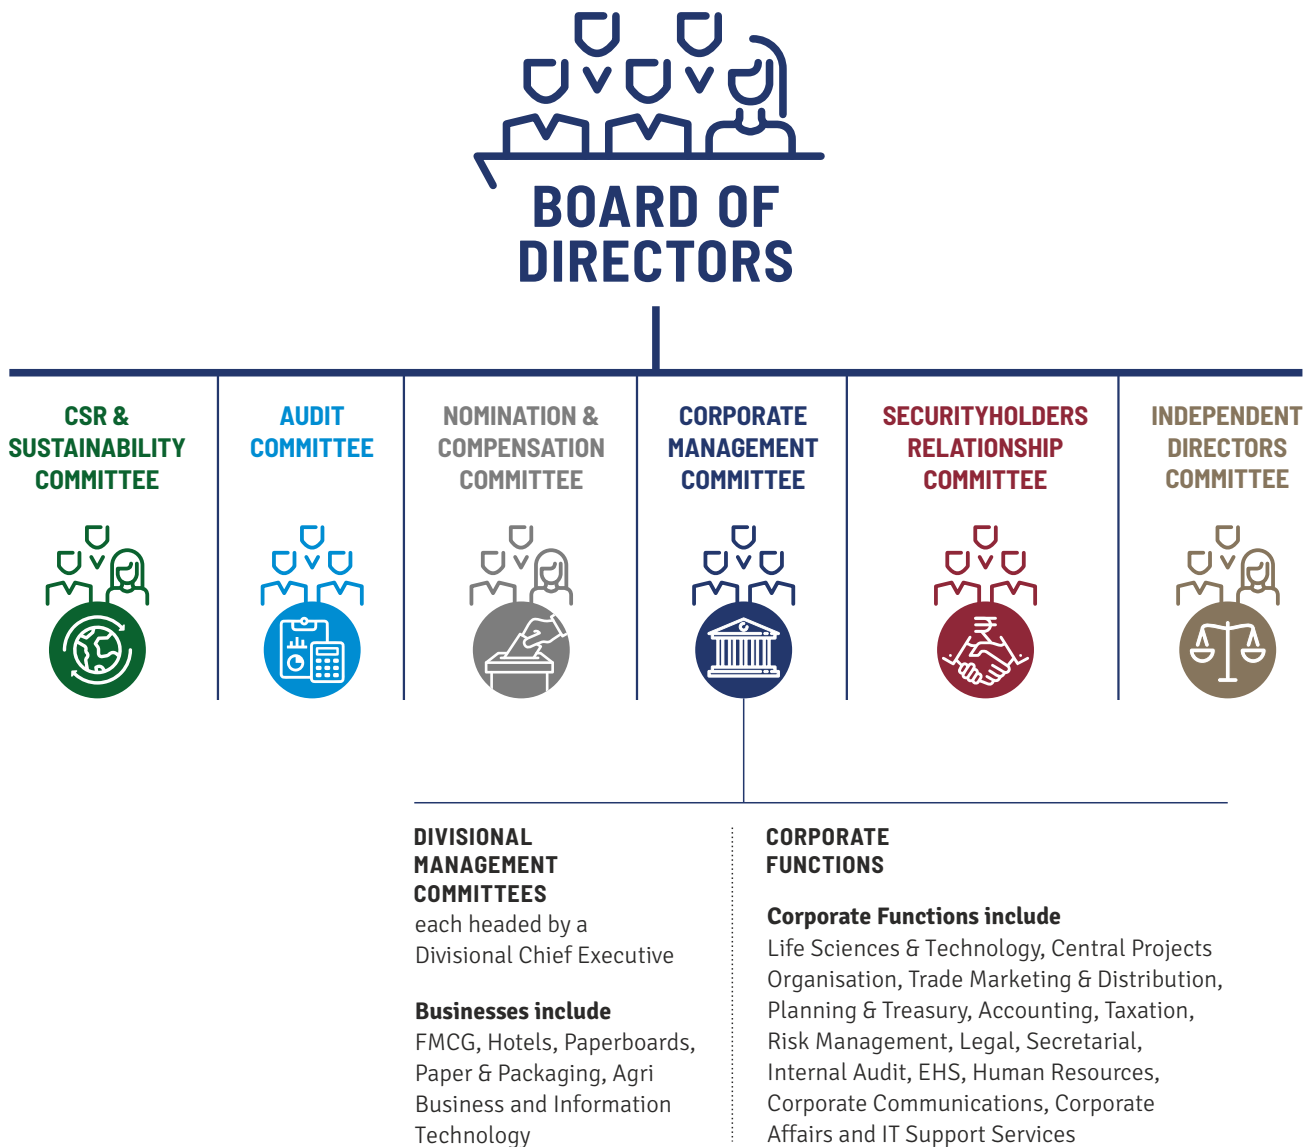 BOARD OF
DIRECTORS
CSR &
SUSTAINABILITY
COMMITTEE
AUDIT
COMMITTEE
NOMINATION &
COMPENSATION
COMMITTEE
CORPORATE
MANAGEMENT
COMMITTEE
SECURITYHOLDERS
RELATIONSHIP
COMMITTEE
INDEPENDENT
DIRECTORS
COMMITTEE
₹
DIVISIONAL
MANAGEMENT
COMMITTEES
each headed by a
Divisional Chief Executive
Businesses include
FMCG, Hotels, Paperboards,
Paper & Packaging, Agri
Business and Information
Technology
CORPORATE
FUNCTIONS
Corporate Functions include
Life Sciences & Technology, Central Projects
Organisation, Trade Marketing & Distribution,
Planning & Treasury, Accounting, Taxation,
Risk Management, Legal, Secretarial,
Internal Audit, EHS, Human Resources,
Corporate Communications, Corporate
Affairs and IT Support Services